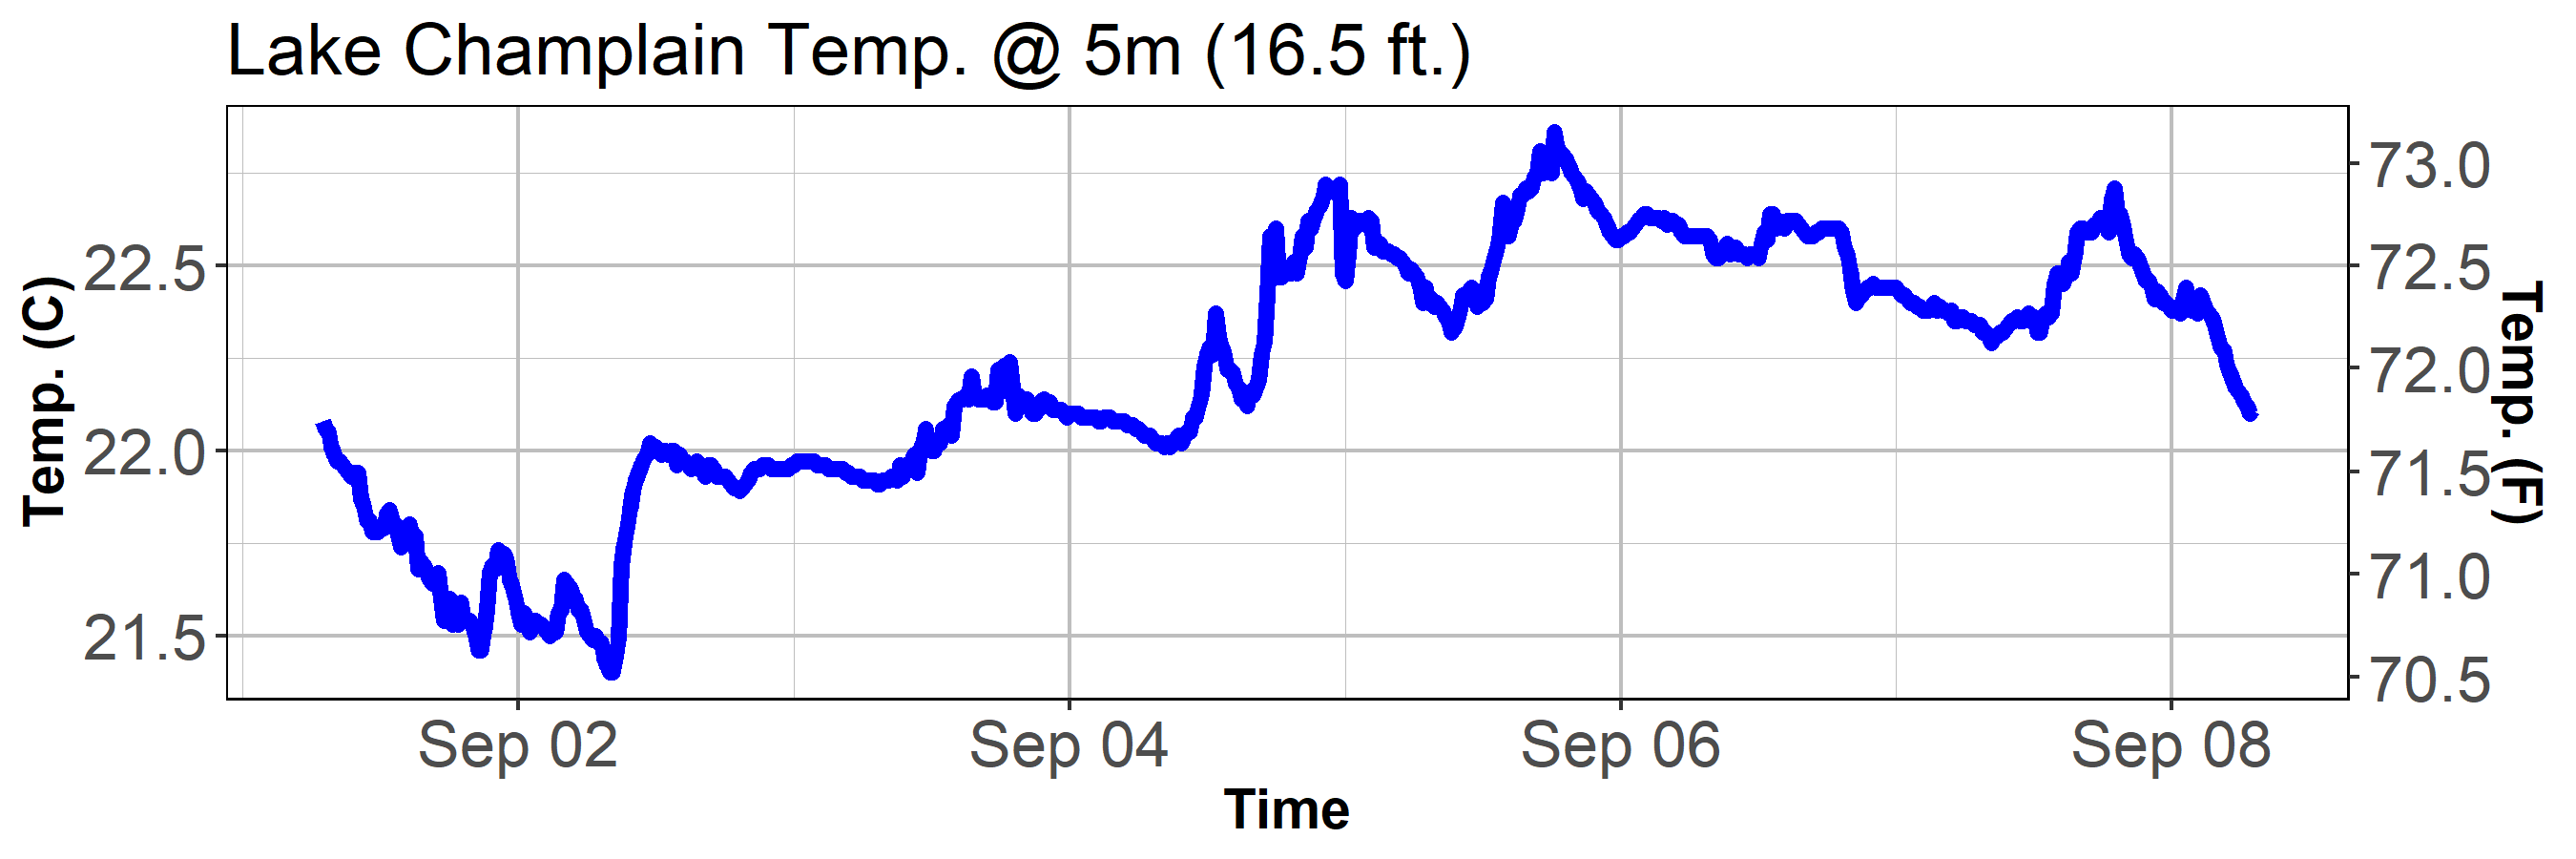 Lake Champlain Temp. @ 5m (16.5 ft.)
Temp. (C)
22.5
22.0
21.5
73.0
72.5
72.0
71.5
71.0
70.5
Temp. (F)
Sep 02
Sep 04
Sep 06
Sep 08
Time